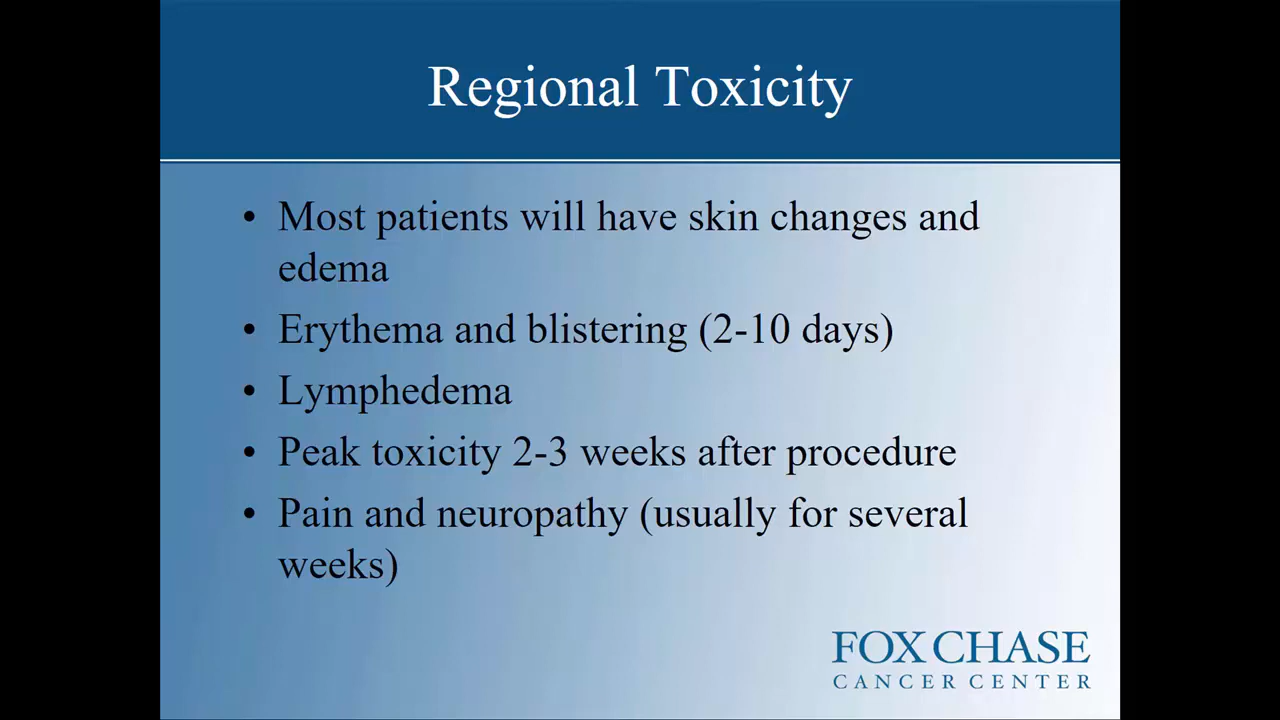 Regional Toxicity
• Most patients will have skin changes and
edema
• Erythema and blistering (2-10 days)
• Lymphedema
• Peak toxicity 2-3 weeks after procedure
• Pain and neuropathy (usually for several
weeks)
FOX CHASE
CANCER CENTER